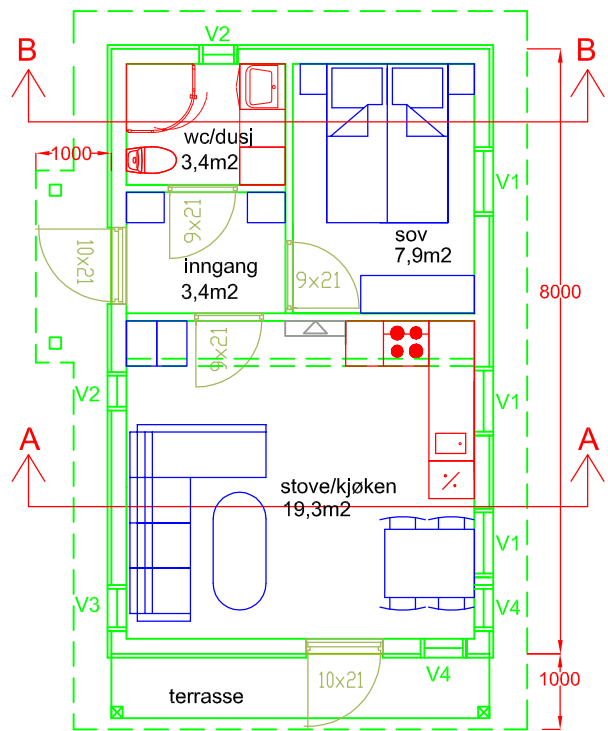 V2
B
B
wc/dusj
3,4m2
1000
V1
9x21
sov
7,9m2
10x21
inngang
3,4m2
9x21
8000
9x21
V2
V1
A
A
stove/kjøken
19,3m2
V1
V3
V4
V4
10x21
1000
terrasse